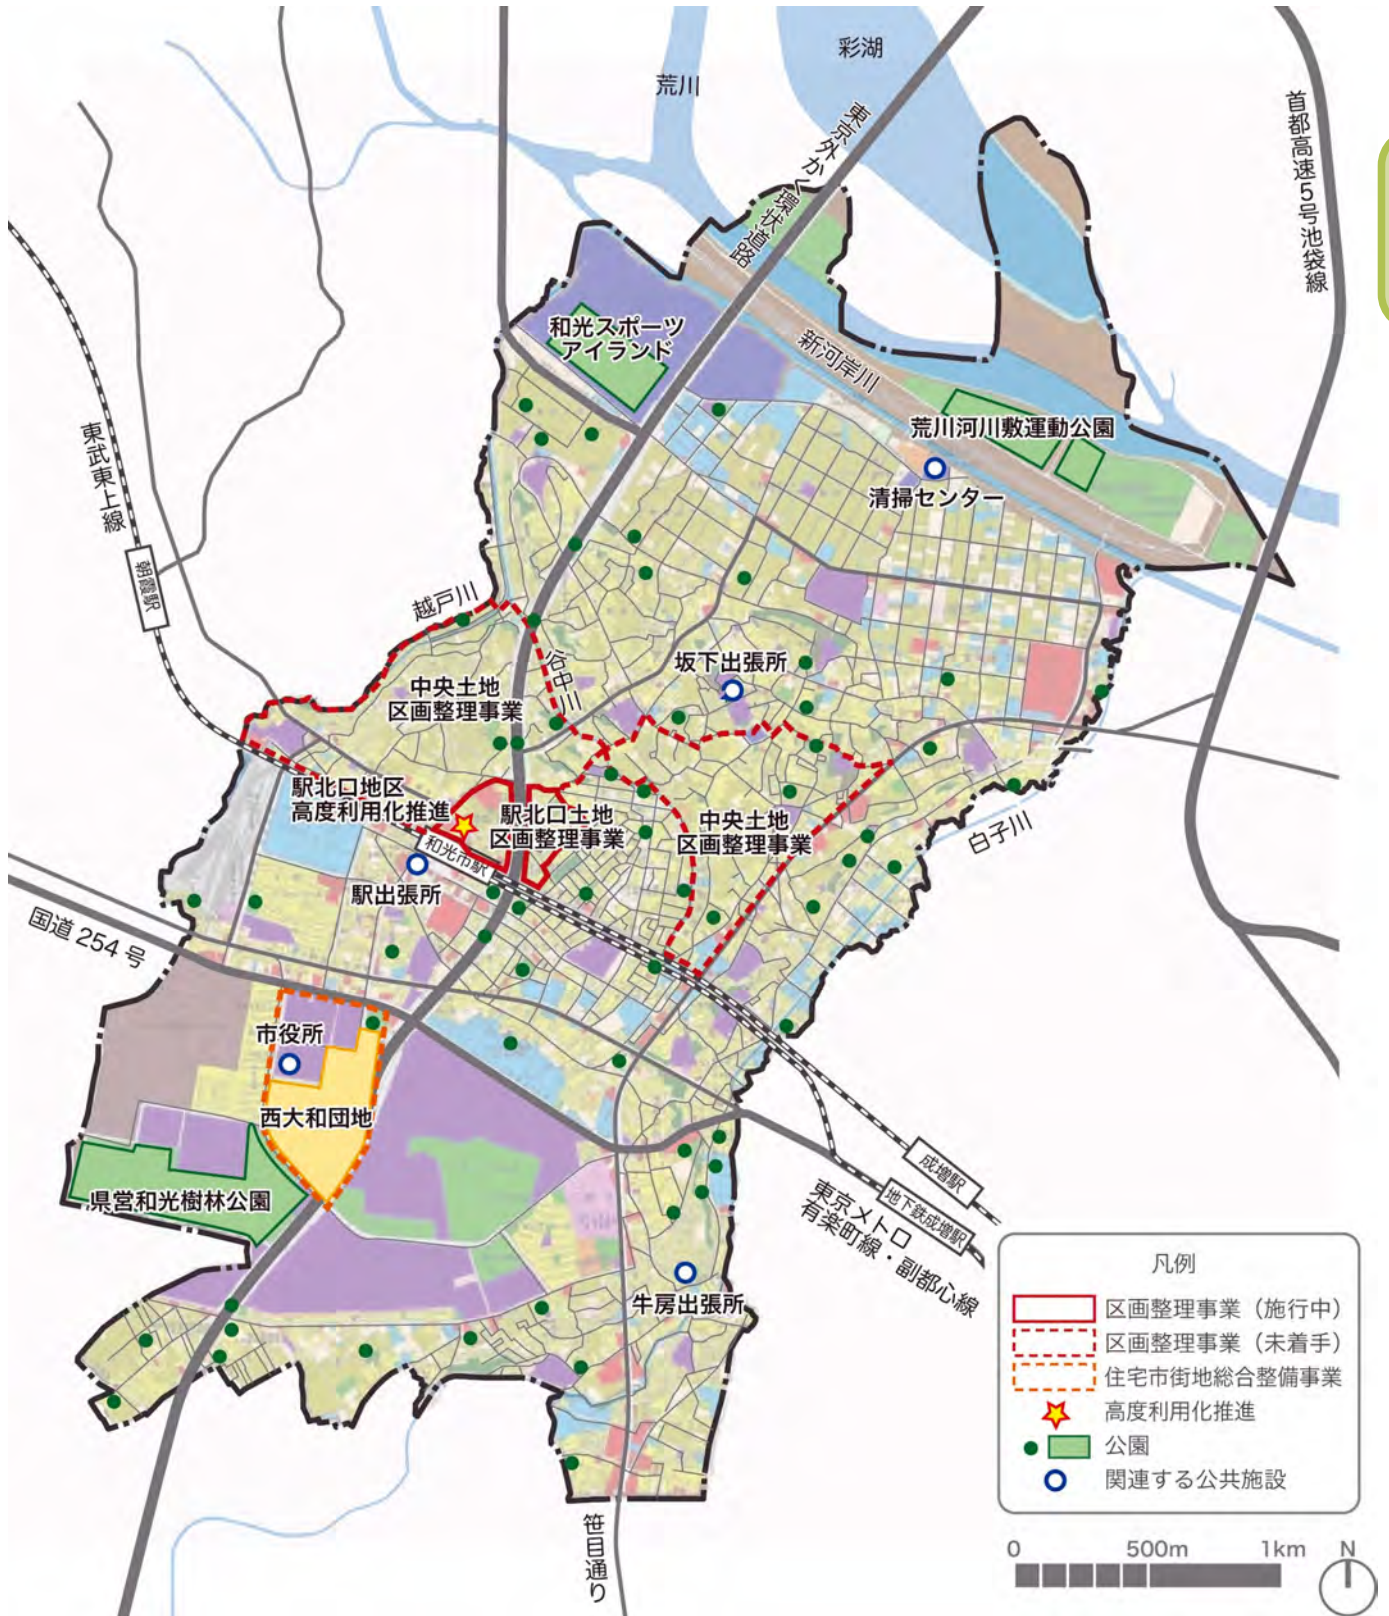 彩湖
荒川
東京外かく環状道路
首都高速5号池袋線
和光スポーツ
アイランド
新河岸川
荒川河川敷運動公園
清掃センター
東武東上線
朝霞駅
越戸川
谷中川
坂下出張所
中央土地
区画整理事業
駅北口地区
高度利用化推進
駅北口土地
区画整理事業
中央土地
区画整理事業
白子川
和光市駅
駅出張所
国道 254 号
市役所
西大和団地
県営和光樹林公園
成増駅
地下鉄成増駅
東京メトロ
有楽町線・副都心線
牛房出張所
笹目通り
凡例
区画整理事業（施行中）
区画整理事業（未着手）
住宅市街地総合整備事業
高度利用化推進
公園
関連する公共施設
0 500m 1km
N